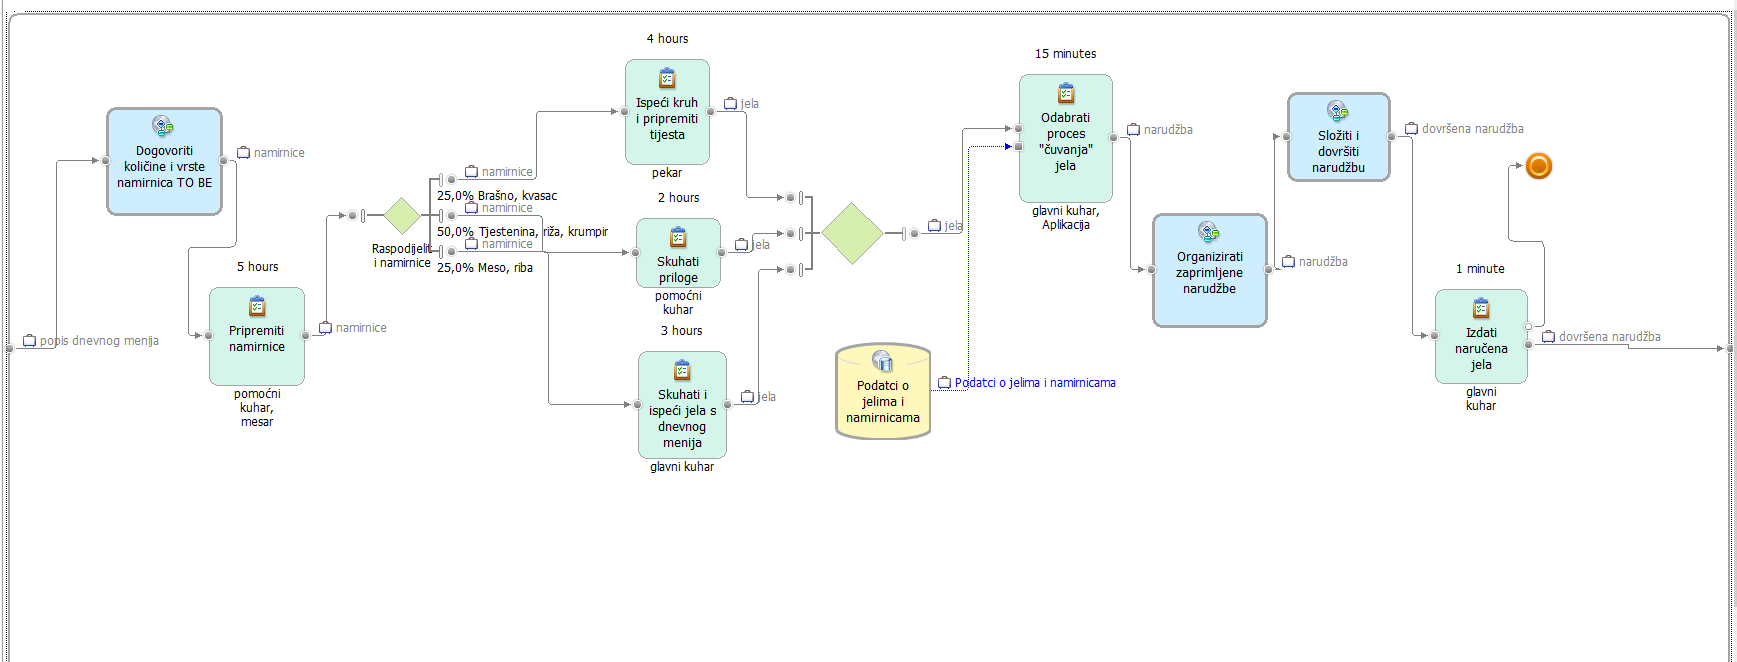 popis dnevnog menija
Dogovoriti
količine i vrste
namirnica TO BE
namirnice
5 hours
Pripremiti
namirnice
pomoćni
kuhar,
mesar
namirnice
Raspodijelit
i namirnice
namirnice
25,0% Brašno, kvasac
namirnice
50,0% Tjestenina, riža, krumpir
namirnice
25,0% Meso, riba
4 hours
Ispeći kruh
i pripremiti
tijesta
pekar
jela
2 hours
Skuhati
priloge
pomoćni
kuhar
jela
3 hours
Skuhati i
ispeći jela s
dnevnog
menija
glavni kuhar
jela
jela
Podatci o
jelima i
namirnicama
Podatci o jelima i namirnicama
15 minutes
Odabrati
proces
"čuvanja"
jela
glavni kuhar,
Aplikacija
narudžba
Organizirati
zaprimljene
narudžbe
narudžba
Složiti i
dovršiti
narudžbu
dovršena narudžba
1 minute
Izdati
naručena
jela
glavni
kuhar
dovršena narudžba